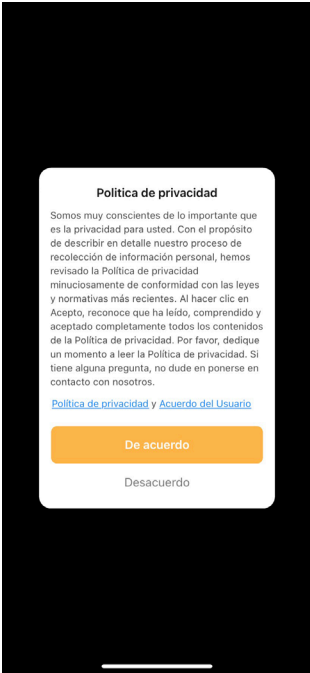 Politica de privacidad
Somos muy conscientes de lo importante que
es la privacidad para usted. Con el propósito
de describir en detalle nuestro proceso de
recolección de información personal, hemos
revisado la Política de privacidad
minuciosamente de conformidad con las leyes
y normativas más recientes. Al hacer clic en
Acepto, reconoce que ha leído, comprendido y
aceptado completamente todos los contenidos
de la Política de privacidad. Por favor, dedique
un momento a leer la Política de privacidad. Si
tiene alguna pregunta, no dude en ponerse en
contacto con nosotros.
Política de privacidad y Acuerdo del Usuario
De acuerdo
Desacuerdo